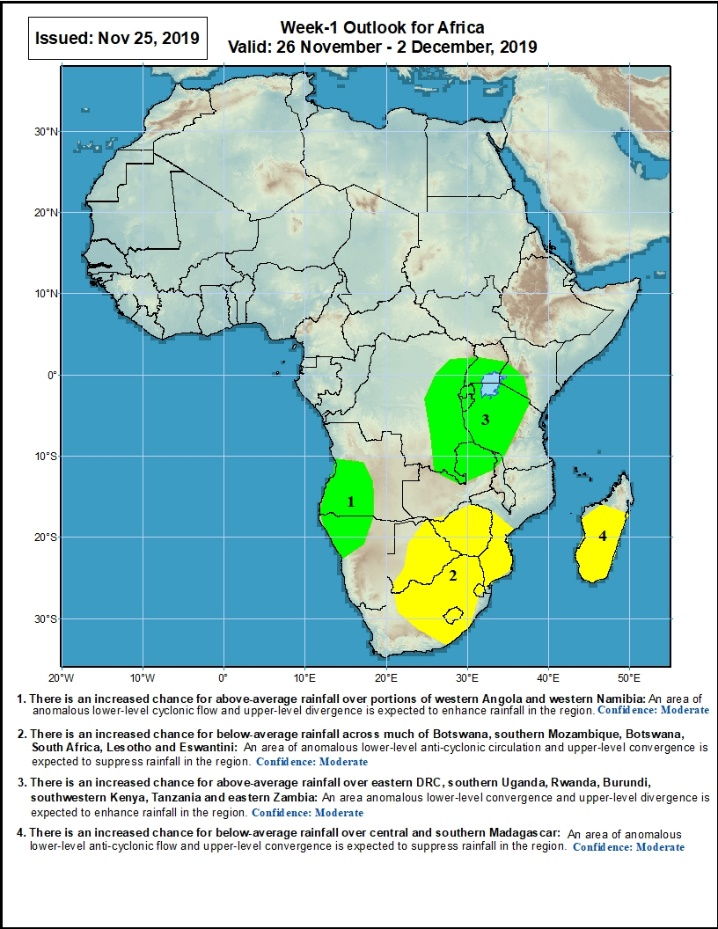 Issued: Nov 25, 2019
Week-1 Outlook for Africa
Valid: 26 November - 2 December, 2019
30°N
20°N
10°N
0°
10°S
20°S
30°S
1
2
3
4
20°W 10°W 0° 10°E 20°E 30°E 40°E 50°E
1. There is an increased chance for above-average rainfall over portions of western Angola and western Namibia: An area of
anomalous lower-level cyclonic flow and upper-level divergence is expected to enhance rainfall in the region. Confidence: Moderate
2. There is an increased chance for below-average rainfall across much of Botswana, southern Mozambique, Botswana,
South Africa, Lesotho and Eswantini: An area of anomalous lower-level anti-cyclonic circulation and upper-level convergence is
expected to suppress rainfall in the region. Confidence: Moderate
3. There is an increased chance for above-average rainfall over eastern DRC, southern Uganda, Rwanda, Burundi,
southwestern Kenya, Tanzania and eastern Zambia: An area anomalous lower-level convergence and upper-level divergence is
expected to enhance rainfall in the region. Confidence: Moderate
4. There is an increased chance for below-average rainfall over central and southern Madagascar: An area of anomalous
lower-level anti-cyclonic flow and upper-level convergence is expected to suppress rainfall in the region. Confidence: Moderate